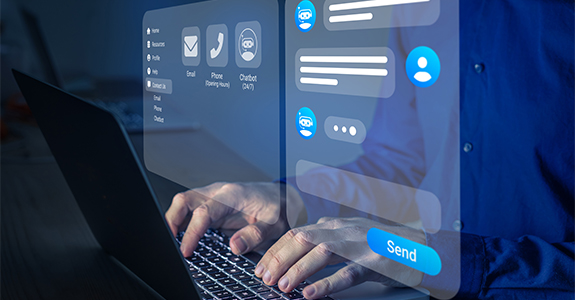 Home
Resources
Profile
Help
Contact Us
Email
Phone
Chatbot
Email
Phone
(Opening Hours)
Chatbot
(24/7)
Send